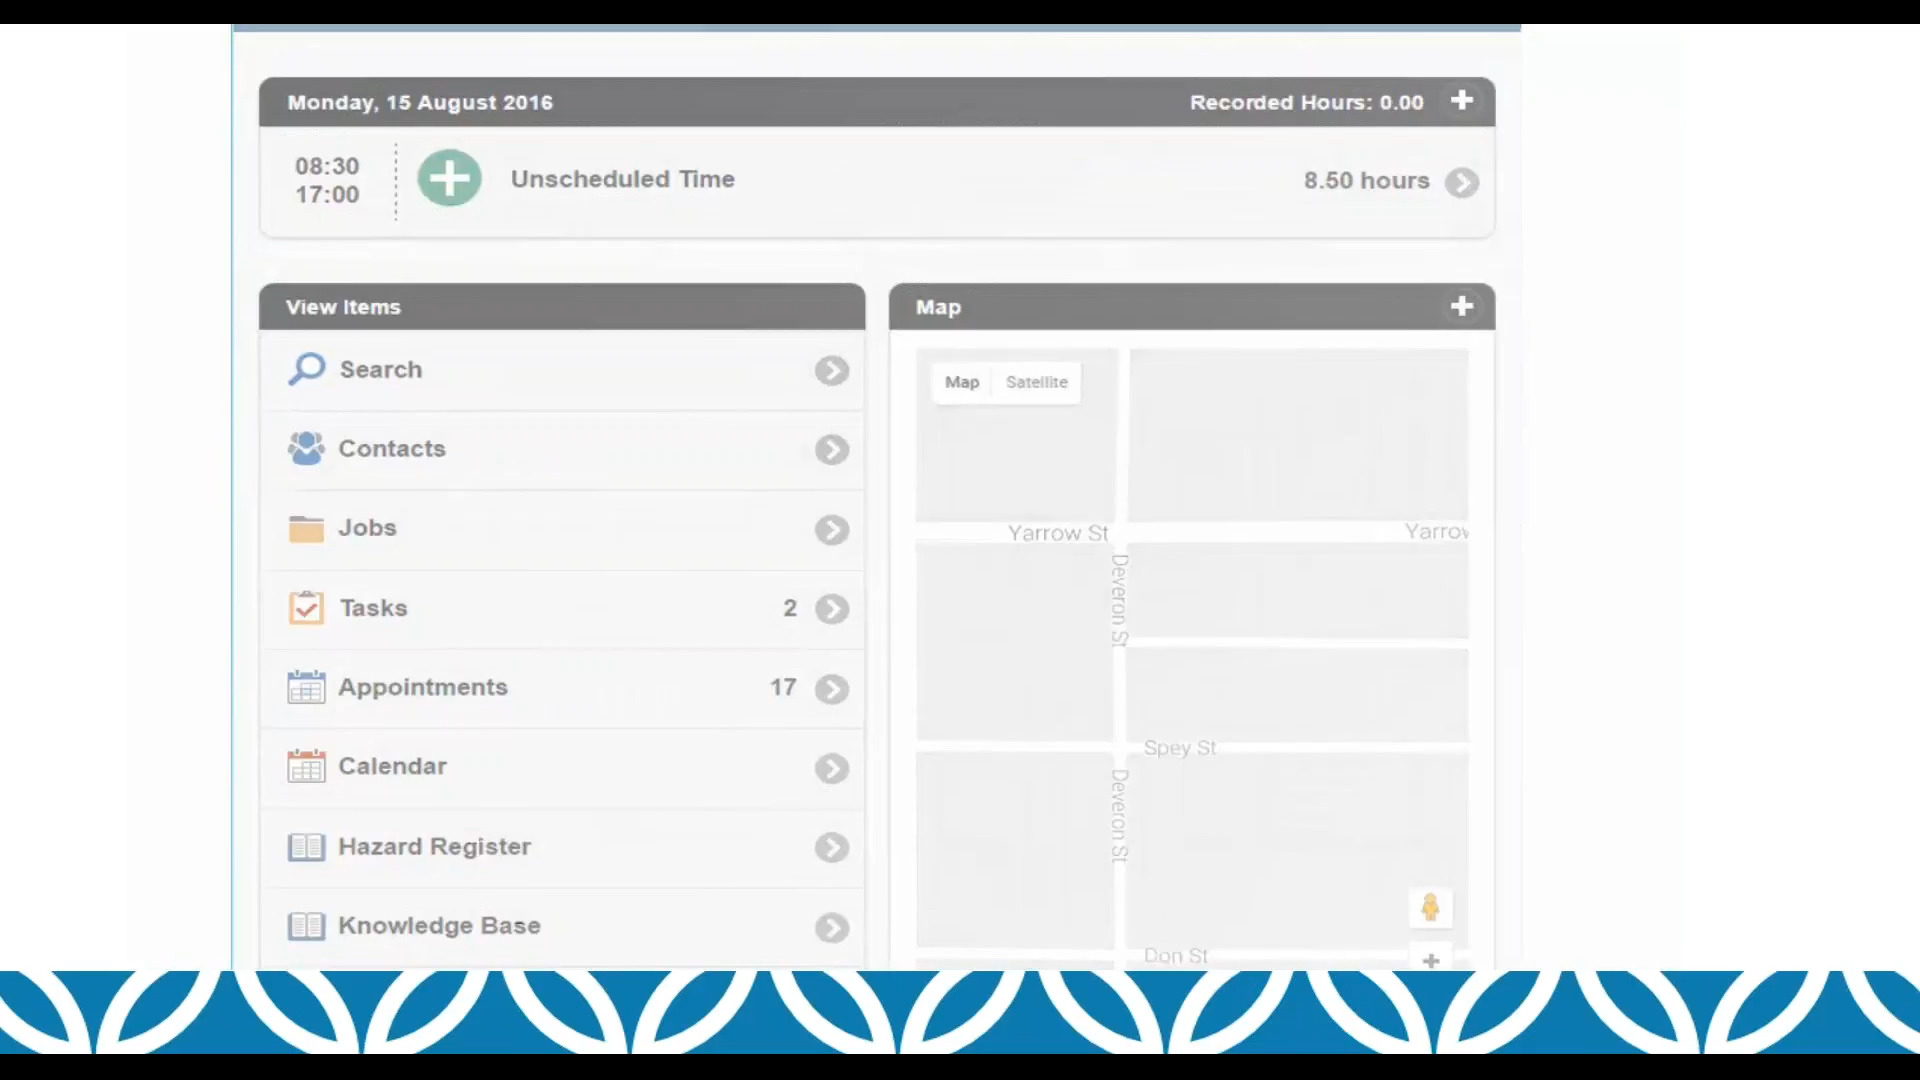 Monday, 15 August 2016
Recorded Hours: 0.00
08:30
17:00
Unscheduled Time
8.50 hours
View Items
Search
Contacts
Jobs
Tasks
2
Appointments
17
Calendar
Hazard Register
Knowledge Base
Map
Map
Satellite
Yarrow St
Yarrow
Deveron St
Spey St
Deveron St
Don St